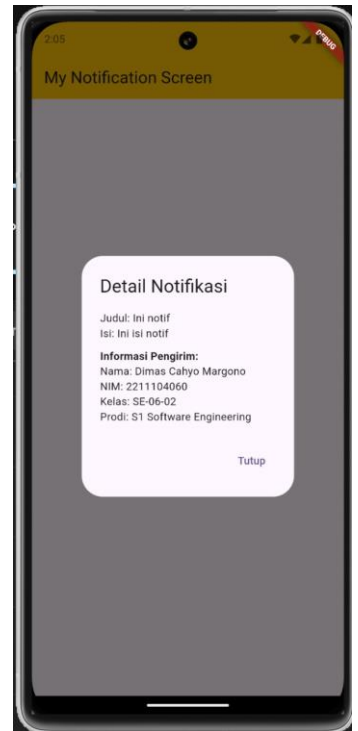 2:05
DEBUG
My Notification Screen
Detail Notifikasi
Judul: Ini notif
Isi: Ini isi notif
Informasi Pengirim:
Nama: Dimas Cahyo Margono
NIM: 2211104060
Kelas: SE-06-02
Prodi: S1 Software Engineering
Tutup